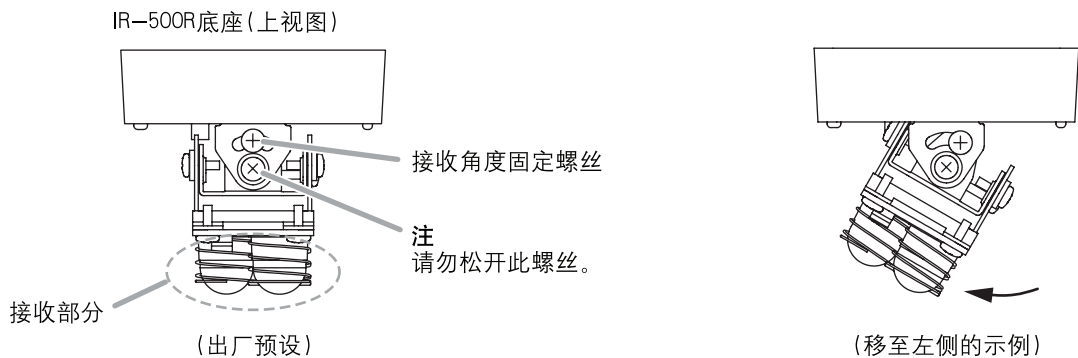 IR-500R底座(上视图)
接收角度固定螺丝
注
请勿松开此螺丝。
接收部分
(出厂预设)
(移至左侧的示例)